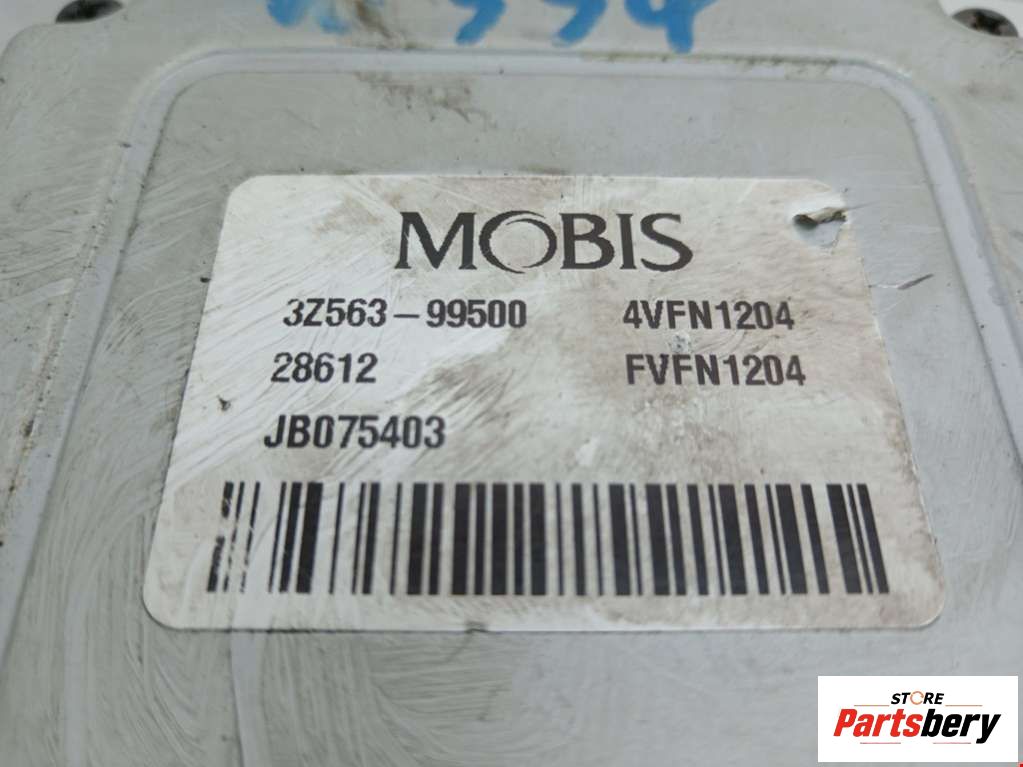 MOBIS
3Z563-99500 4VFN1204
28612 FVFN1204
JB075403
STORE
Partsbery